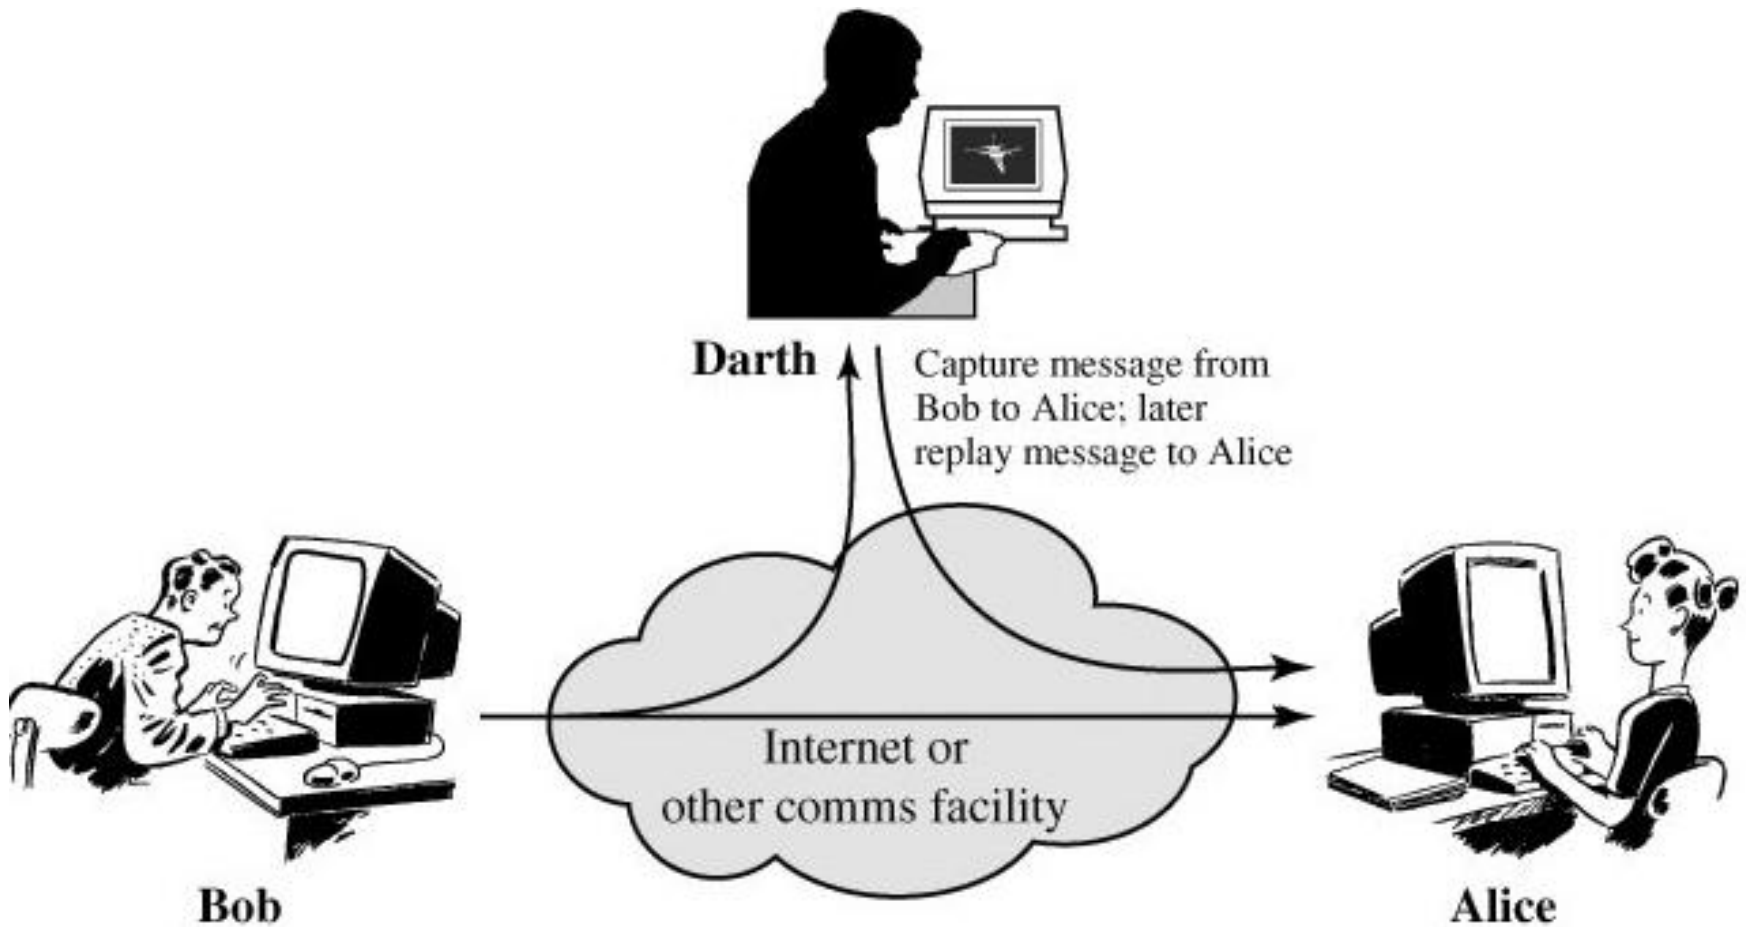 Darth
Capture message from
Bob to Alice; later
replay message to Alice
Internet or
other comms facility
Bob
Alice